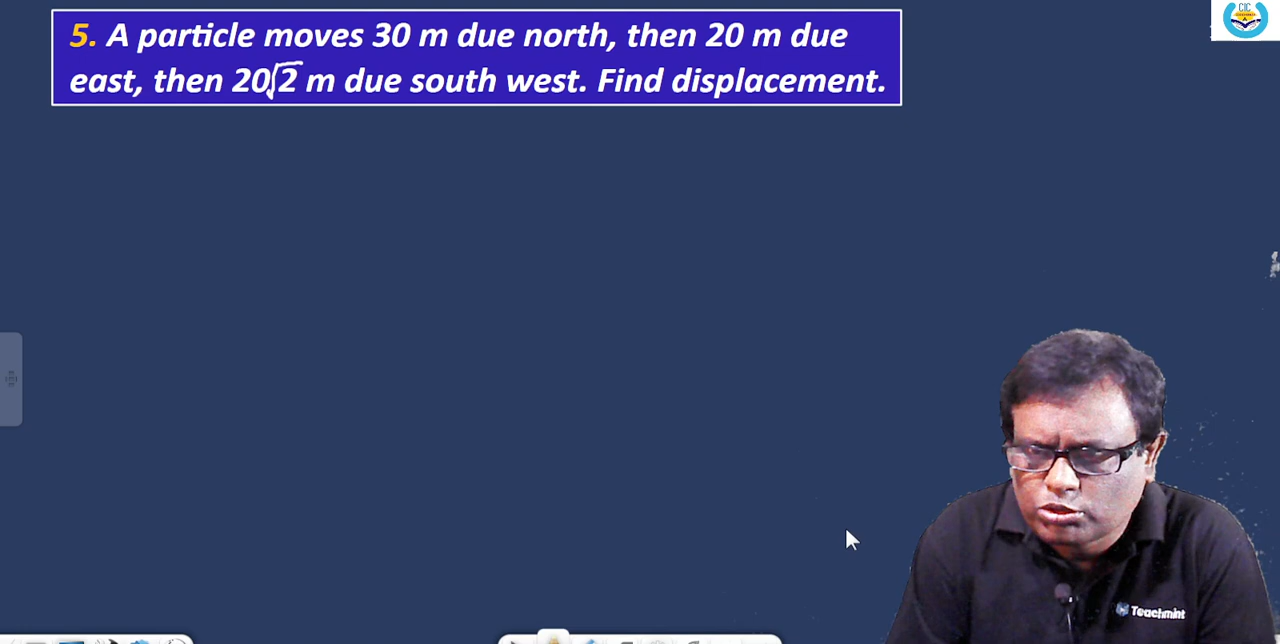 5. A particle moves 30 m due north, then 20 m due
east, then 20√2 m due south west. Find displacement.
CIC
Teachmint